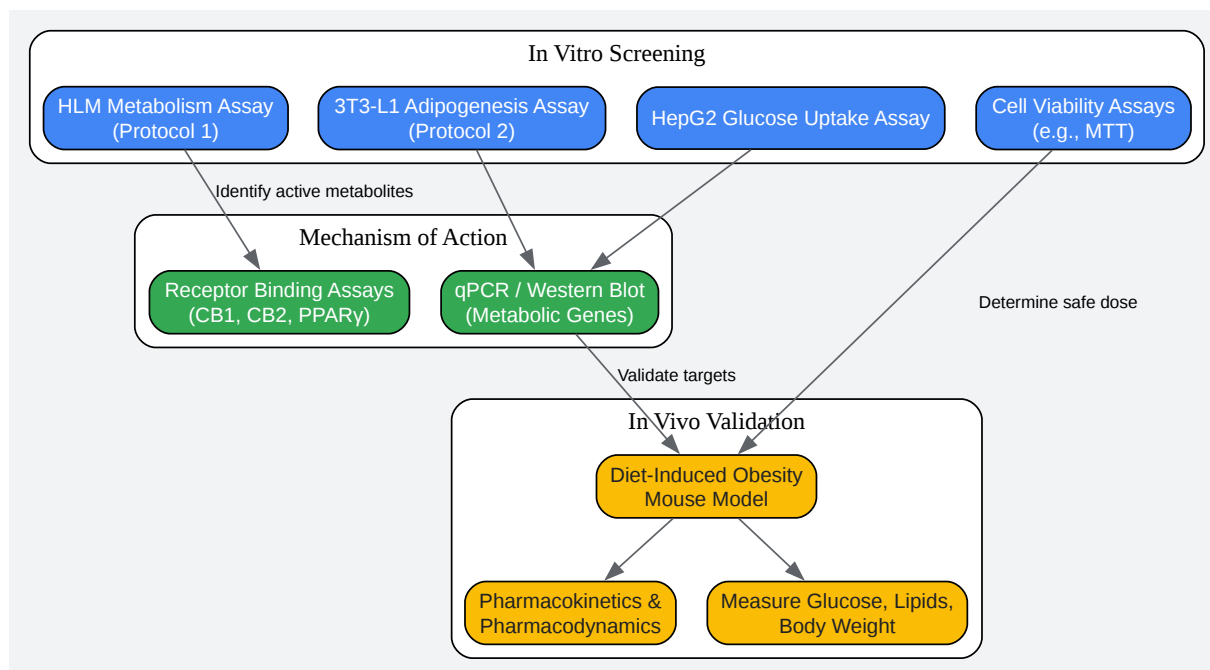 In Vitro Screening
HLM Metabolism Assay
(Protocol 1)
3T3-L1 Adipogenesis Assay
(Protocol 2)
HepG2 Glucose Uptake Assay
Cell Viability Assays
(e.g., MTT)
Identify active metabolites
Mechanism of Action
Receptor Binding Assays
(CB1, CB2, PPARγ)
qPCR / Western Blot
(Metabolic Genes)
Determine safe dose
Validate targets
In Vivo Validation
Diet-Induced Obesity
Mouse Model
Pharmacokinetics &
Pharmacodynamics
Measure Glucose, Lipids,
Body Weight